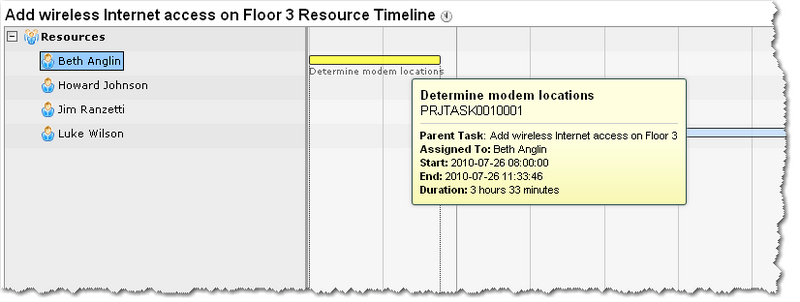 Add wireless Internet access on Floor 3 Resource Timeline
Resources
Beth Anglin
Howard Johnson
Jim Ranzetti
Luke Wilson
Determine modem locations
Determine modem locations
PRJTASK0010001
Parent Task: Add wireless Internet access on Floor 3
Assigned To: Beth Anglin
Start: 2010-07-26 08:00:00
End: 2010-07-26 11:33:46
Duration: 3 hours 33 minutes